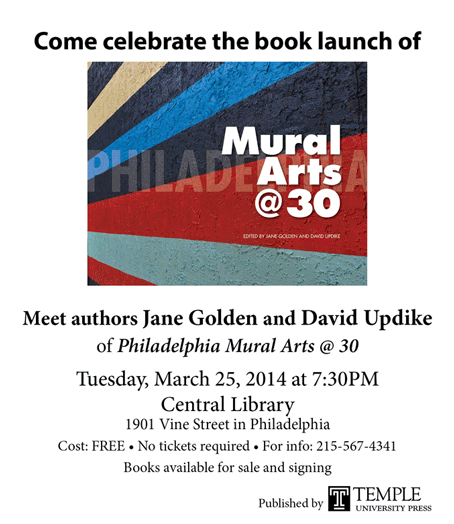 Come celebrate the book launch of
PHILADELPHIA
Mural
Arts
@ 30
EDITED BY JANE GOLDEN AND DAVID UPDIKE
Meet authors Jane Golden and David Updike
of Philadelphia Mural Arts @ 30
Tuesday, March 25, 2014 at 7:30PM
Central Library
1901 Vine Street in Philadelphia
Cost: FREE • No tickets required • For info: 215-567-4341
Books available for sale and signing
Published by TEMPLE
UNIVERSITY PRESS